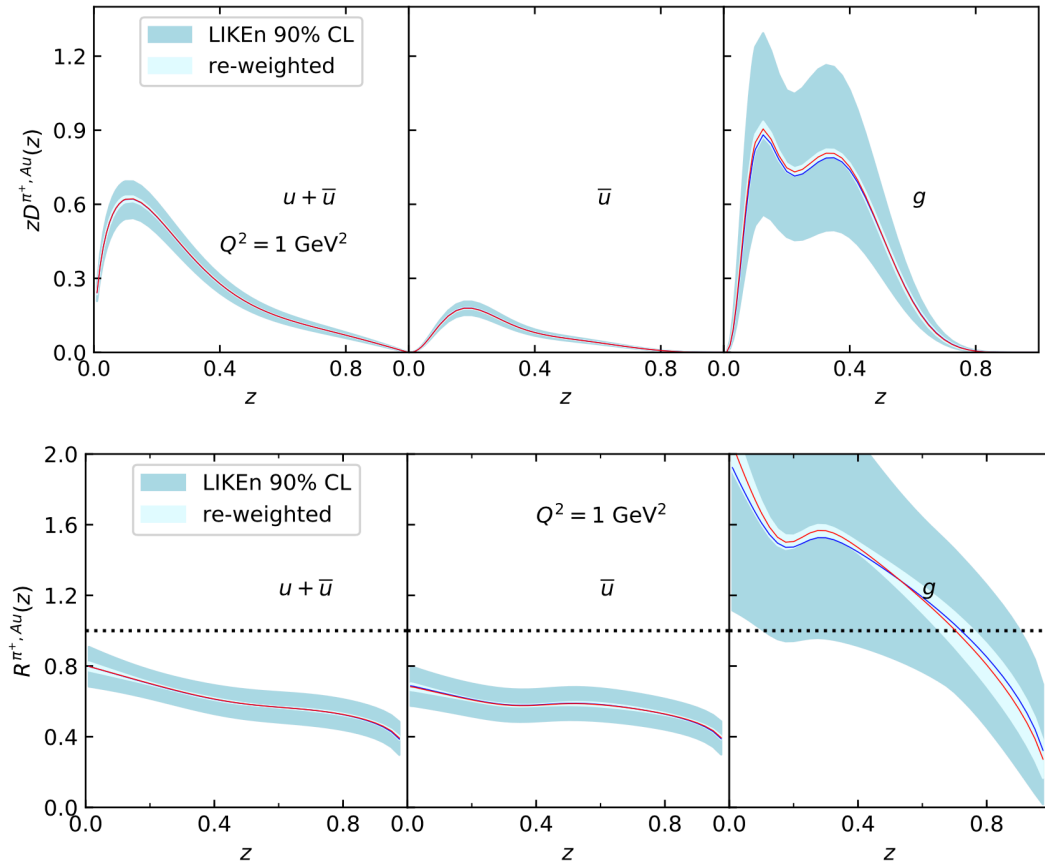 LIKEn 90% CL
re-weighted
zD^{π⁺, Au}(z)
1.2
0.9
0.6
0.3
0.0
u + u̅
Q² = 1 GeV²
u̅
g
0.0 0.4 0.8 0.0 0.4 0.8 0.0 0.4 0.8
z z z
LIKEn 90% CL
re-weighted
R^{π⁺, Au}(z)
2.0
1.6
1.2
0.8
0.4
0.0
Q² = 1 GeV²
u + u̅
u̅
g
0.0 0.4 0.8 0.0 0.4 0.8 0.0 0.4 0.8
z z z